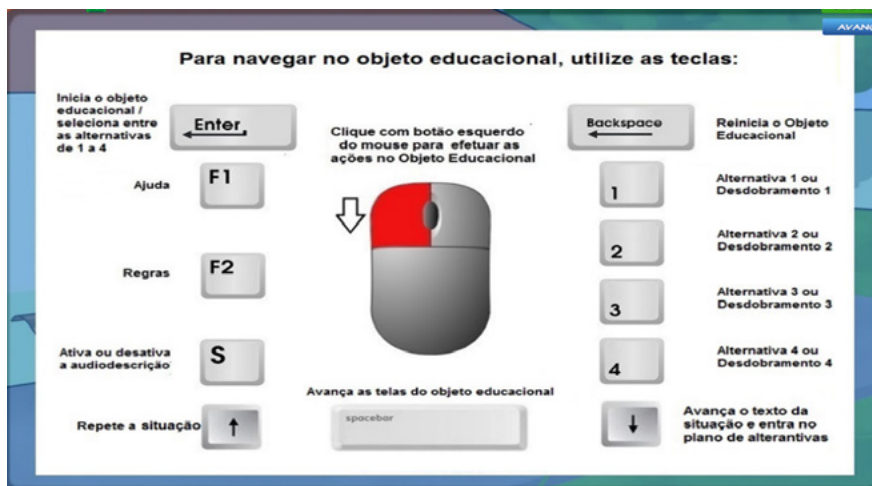 AVANÇ
Para navegar no objeto educacional, utilize as teclas:
Inicia o objeto
educacional /
seleciona entre
as alternativas
de 1 a 4
Enter
Clique com botão esquerdo
do mouse para efetuar as
ações no Objeto Educacional
Backspace
Reinicia o Objeto
Educacional
Ajuda
F1
1
Alternativa 1 ou
Desdobramento 1
Regras
F2
2
Alternativa 2 ou
Desdobramento 2
3
Alternativa 3 ou
Desdobramento 3
Ativa ou desativa
a audiodescrição
S
4
Alternativa 4 ou
Desdobramento 4
Avança as telas do objeto educacional
Repete a situação
spacebar
Avança o texto da
situação e entra no
plano de alterantivas